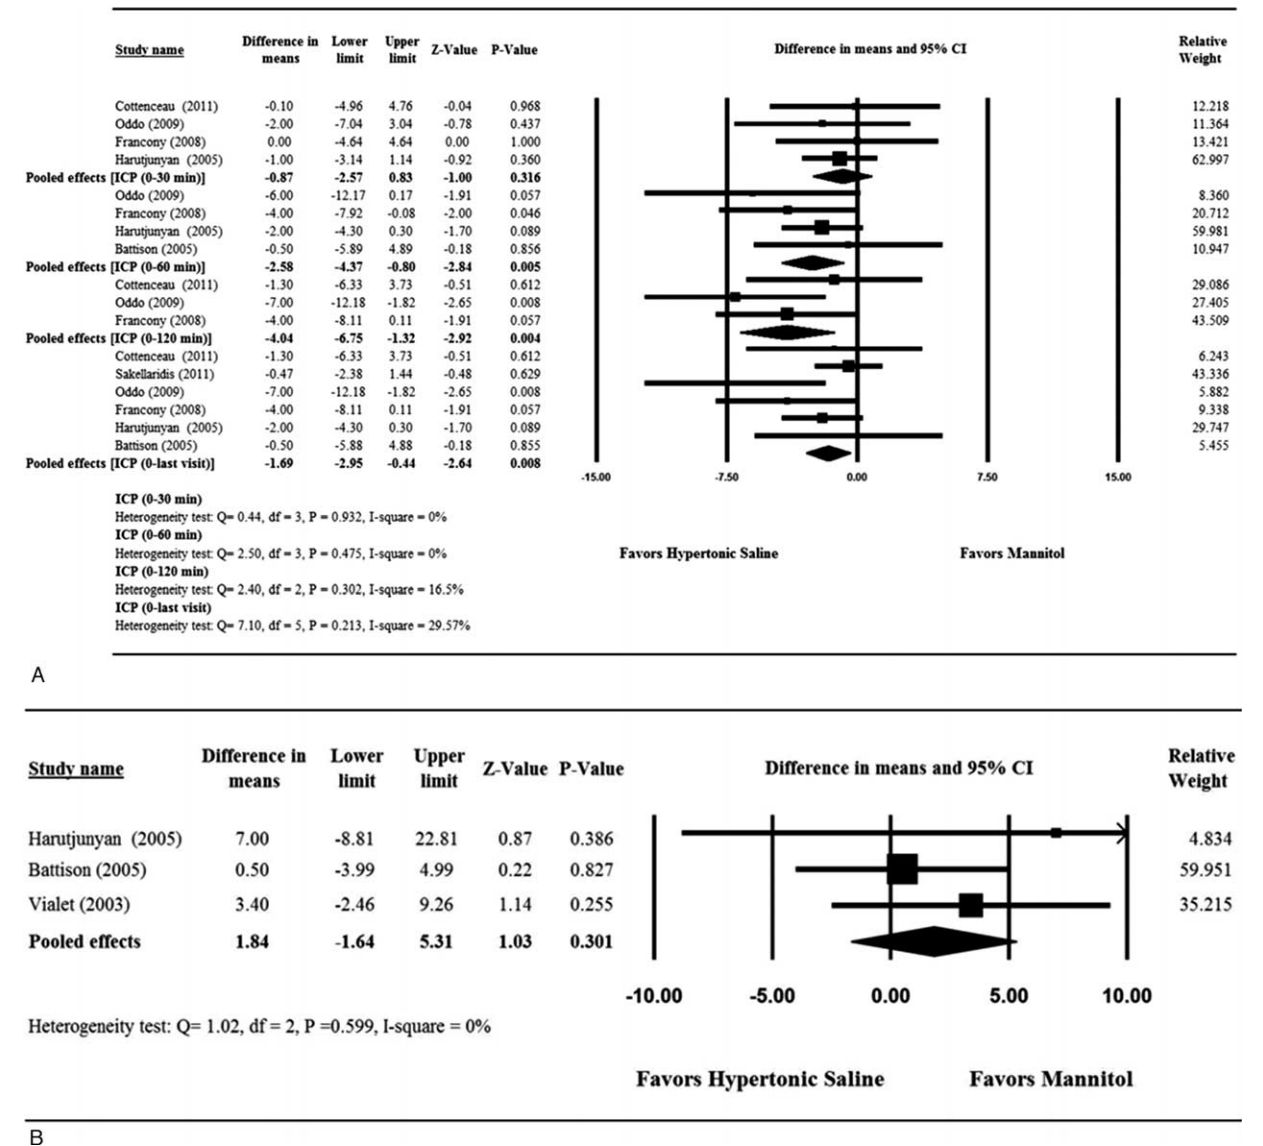 Study name Difference in means Lower limit Upper limit Z-Value P-Value Difference in means and 95% CI Relative Weight
Cottenceau (2011) -0.10 -4.96 4.76 -0.04 0.968 12.218
Oddo (2009) -2.00 -7.04 3.04 -0.78 0.437 11.364
Francony (2008) 0.00 -4.64 4.64 0.00 1.000 13.421
Harutjunyan (2005) -1.00 -3.14 1.14 -0.92 0.360 62.997
Pooled effects [ICP (0-30 min)] -0.87 -2.57 0.83 -1.00 0.316
Oddo (2009) -6.00 -12.17 0.17 -1.91 0.057 8.360
Francony (2008) -4.00 -7.92 -0.08 -2.00 0.046 20.712
Harutjunyan (2005) -2.00 -4.30 0.30 -1.70 0.089 59.981
Battison (2005) -0.50 -5.89 4.89 -0.18 0.856 10.947
Pooled effects [ICP (0-60 min)] -2.58 -4.37 -0.80 -2.84 0.005
Cottenceau (2011) -1.30 -6.33 3.73 -0.51 0.612 29.086
Oddo (2009) -7.00 -12.18 -1.82 -2.65 0.008 27.405
Francony (2008) -4.00 -8.11 0.11 -1.91 0.057 43.509
Pooled effects [ICP (0-120 min)] -4.04 -6.75 -1.32 -2.92 0.004
Cottenceau (2011) -1.30 -6.33 3.73 -0.51 0.612 6.243
Sakellaridis (2011) -0.47 -2.38 1.44 -0.48 0.629 43.336
Oddo (2009) -7.00 -12.18 -1.82 -2.65 0.008 5.882
Francony (2008) -4.00 -8.11 0.11 -1.91 0.057 9.338
Harutjunyan (2005) -2.00 -4.30 0.30 -1.70 0.089 29.747
Battison (2005) -0.50 -5.88 4.88 -0.18 0.855 5.455
Pooled effects [ICP (0-last visit)] -1.69 -2.95 -0.44 -2.64 0.008
-15.00 -7.50 0.00 7.50 15.00
ICP (0-30 min)
Heterogeneity test: Q= 0.44, df = 3, P = 0.932, I-square = 0%
ICP (0-60 min)
Heterogeneity test: Q= 2.50, df = 3, P = 0.475, I-square = 0%
Favors Hypertonic Saline Favors Mannitol
ICP (0-120 min)
Heterogeneity test: Q= 2.40, df = 2, P = 0.302, I-square = 16.5%
ICP (0-last visit)
Heterogeneity test: Q= 7.10, df = 5, P = 0.213, I-square = 29.57%
A
Study name Difference in means Lower limit Upper limit Z-Value P-Value Difference in means and 95% CI Relative Weight
Harutjunyan (2005) 7.00 -8.81 22.81 0.87 0.386 4.834
Battison (2005) 0.50 -3.99 4.99 0.22 0.827 59.951
Vialet (2003) 3.40 -2.46 9.26 1.14 0.255 35.215
Pooled effects 1.84 -1.64 5.31 1.03 0.301
-10.00 -5.00 0.00 5.00 10.00
Heterogeneity test: Q= 1.02, df = 2, P =0.599, I-square = 0%
Favors Hypertonic Saline Favors Mannitol
B